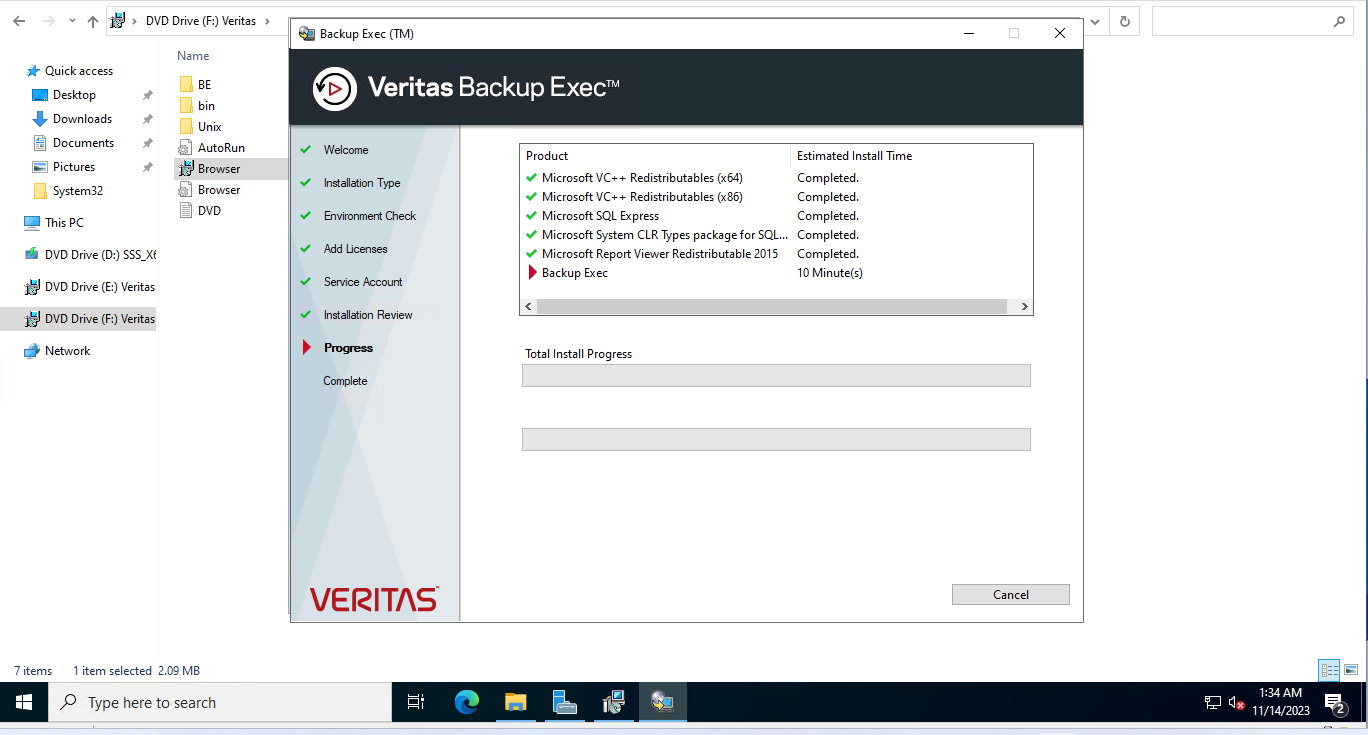 DVD Drive (F:) Veritas
Name
Quick access
Desktop
Downloads
Documents
Pictures
System32
This PC
DVD Drive (D:) SSS_X6
DVD Drive (E:) Veritas
DVD Drive (F:) Veritas
Network
BE
bin
Unix
AutoRun
Browser
Browser
DVD
Backup Exec (TM)
Veritas Backup Exec™
Welcome
Installation Type
Environment Check
Add Licenses
Service Account
Installation Review
Progress
Complete
VERITAS™
Product Estimated Install Time
Microsoft VC++ Redistributables (x64) Completed.
Microsoft VC++ Redistributables (x86) Completed.
Microsoft SQL Express Completed.
Microsoft System CLR Types package for SQL... Completed.
Microsoft Report Viewer Redistributable 2015 Completed.
Backup Exec 10 Minute(s)
Total Install Progress
Cancel
7 items 1 item selected 2.09 MB
Type here to search
1:34 AM
11/14/2023
2